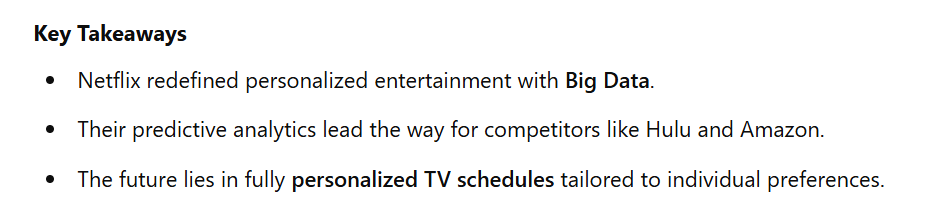 Key Takeaways
• Netflix redefined personalized entertainment with Big Data.
• Their predictive analytics lead the way for competitors like Hulu and Amazon.
• The future lies in fully personalized TV schedules tailored to individual preferences.